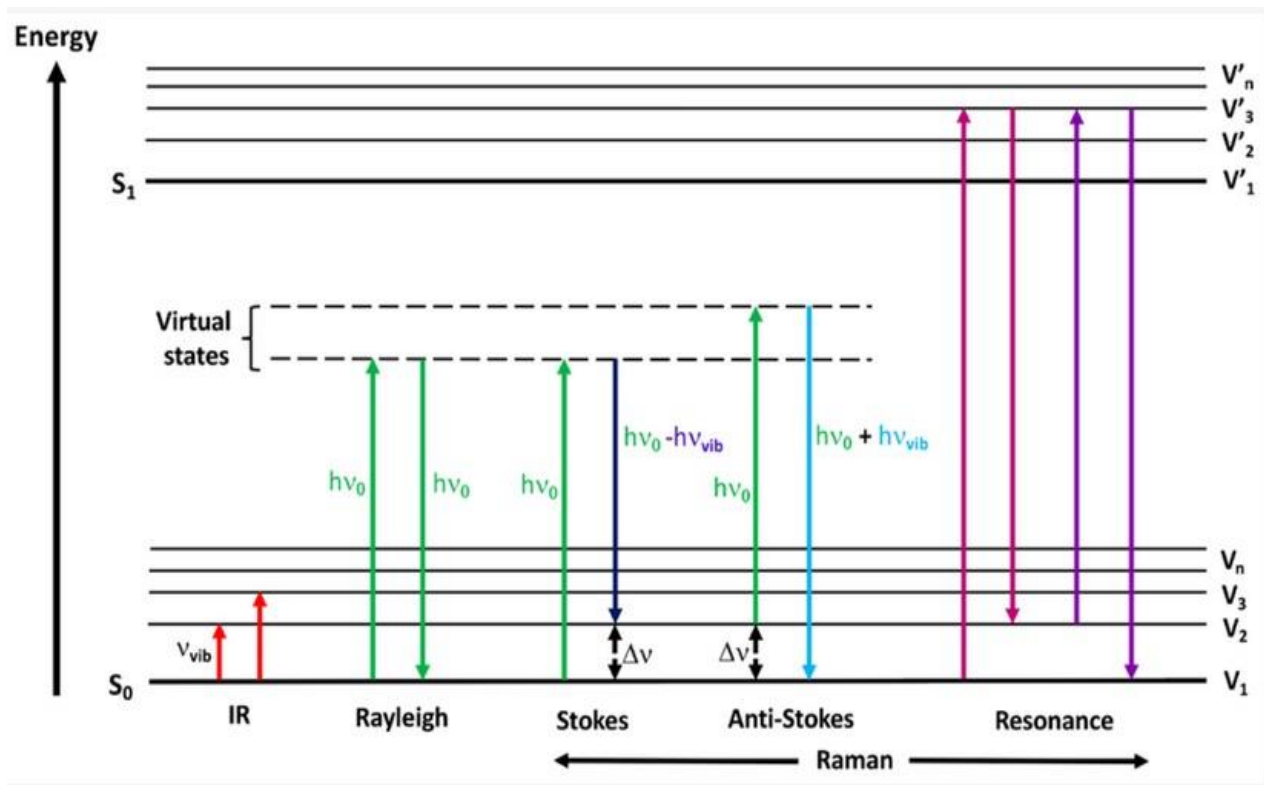 Energy
V'n
V'3
V'2
S1 V'1
Virtual
states
hν0 -hνvib hν0 + hνvib
hν0 hν0 hν0 hν0
Vn
V3
V2
νvib Δν Δν
S0 V1
IR Rayleigh Stokes Anti-Stokes Resonance
Raman